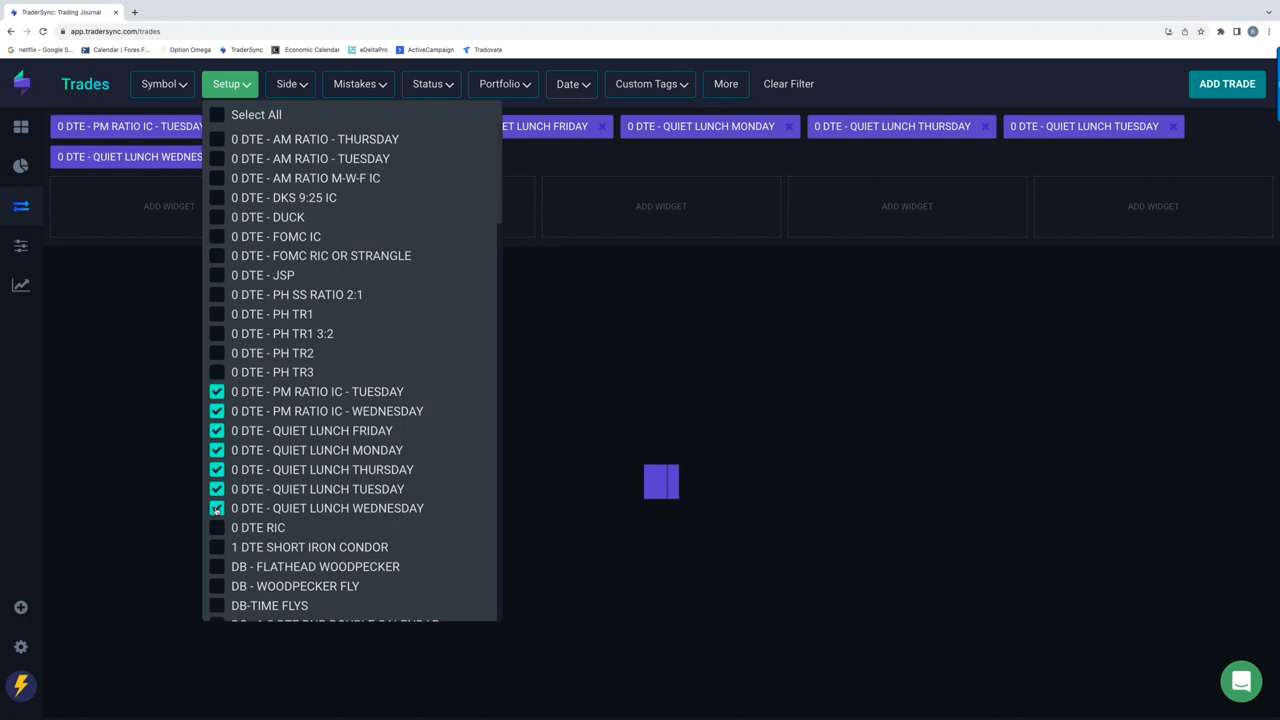 TraderSync: Trading Journal
app.tradersync.com/trades
netflix - Google S...
Calendar | Forex F...
Option Omega
TraderSync
Economic Calendar
eDeltaPro
ActiveCampaign
Tradovate
Trades
Symbol
Setup
Side
Mistakes
Status
Portfolio
Date
Custom Tags
More
Clear Filter
ADD TRADE
0 DTE - PM RATIO IC - TUESDAY
ET LUNCH FRIDAY
0 DTE - QUIET LUNCH MONDAY
0 DTE - QUIET LUNCH THURSDAY
0 DTE - QUIET LUNCH TUESDAY
0 DTE - QUIET LUNCH WEDNES
ADD WIDGET
ADD WIDGET
ADD WIDGET
ADD WIDGET
Select All
0 DTE - AM RATIO - THURSDAY
0 DTE - AM RATIO - TUESDAY
0 DTE - AM RATIO M-W-F IC
0 DTE - DKS 9:25 IC
0 DTE - DUCK
0 DTE - FOMC IC
0 DTE - FOMC RIC OR STRANGLE
0 DTE - JSP
0 DTE - PH SS RATIO 2:1
0 DTE - PH TR1
0 DTE - PH TR1 3:2
0 DTE - PH TR2
0 DTE - PH TR3
0 DTE - PM RATIO IC - TUESDAY
0 DTE - PM RATIO IC - WEDNESDAY
0 DTE - QUIET LUNCH FRIDAY
0 DTE - QUIET LUNCH MONDAY
0 DTE - QUIET LUNCH THURSDAY
0 DTE - QUIET LUNCH TUESDAY
0 DTE - QUIET LUNCH WEDNESDAY
0 DTE RIC
1 DTE SHORT IRON CONDOR
DB - FLATHEAD WOODPECKER
DB - WOODPECKER FLY
DB-TIME FLYS